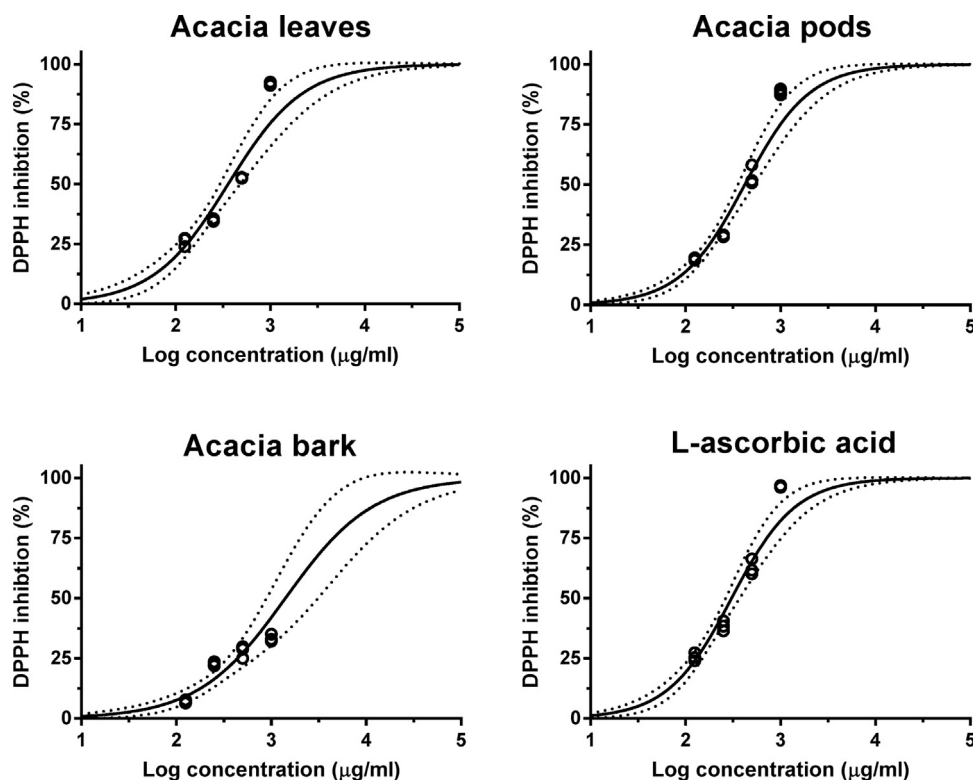 Acacia leaves
DPPH inhibtion (%)
100
75
50
25
0
1 2 3 4 5
Log concentration (μg/ml)
Acacia pods
DPPH inhibtion (%)
100
75
50
25
0
1 2 3 4 5
Log concentration (μg/ml)
Acacia bark
DPPH inhibtion (%)
100
75
50
25
0
1 2 3 4 5
Log concentration (μg/ml)
L-ascorbic acid
DPPH inhibtion (%)
100
75
50
25
0
1 2 3 4 5
Log concentration (μg/ml)